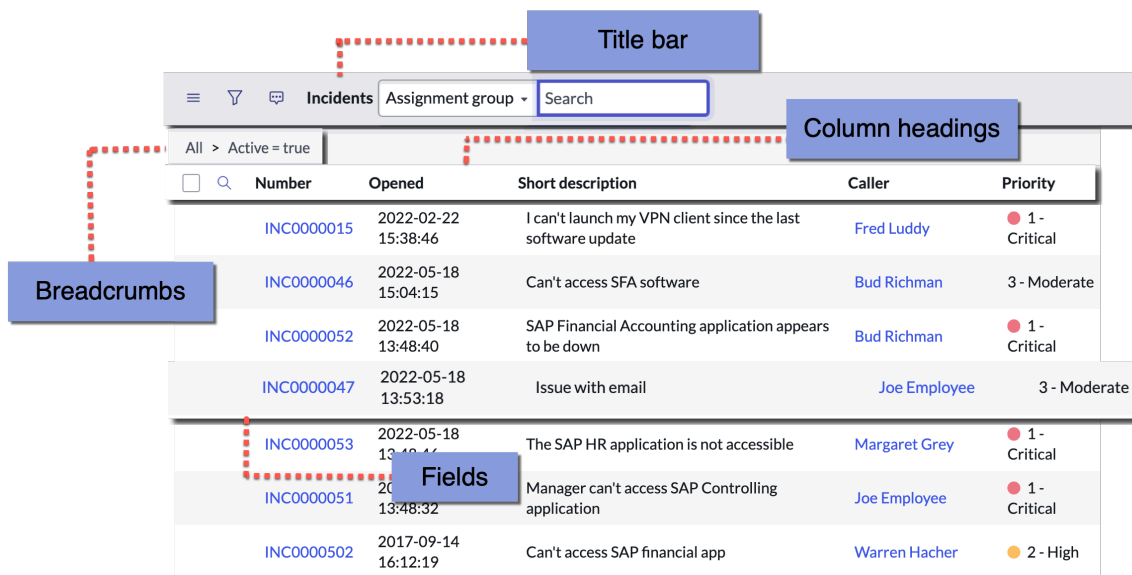 Title bar
Incidents Assignment group Search
Column headings
All > Active = true
Number Opened Short description Caller Priority
INC0000015 2022-02-22 15:38:46 I can't launch my VPN client since the last software update Fred Luddy 1 - Critical
Breadcrumbs
INC0000046 2022-05-18 15:04:15 Can't access SFA software Bud Richman 3 - Moderate
INC0000052 2022-05-18 13:48:40 SAP Financial Accounting application appears to be down Bud Richman 1 - Critical
INC0000047 2022-05-18 13:53:18 Issue with email Joe Employee 3 - Moderate
INC0000053 2022-05-18 The SAP HR application is not accessible Margaret Grey 1 - Critical
Fields
INC0000051 13:48:32 Manager can't access SAP Controlling application Joe Employee 1 - Critical
INC0000502 2017-09-14 16:12:19 Can't access SAP financial app Warren Hacher 2 - High